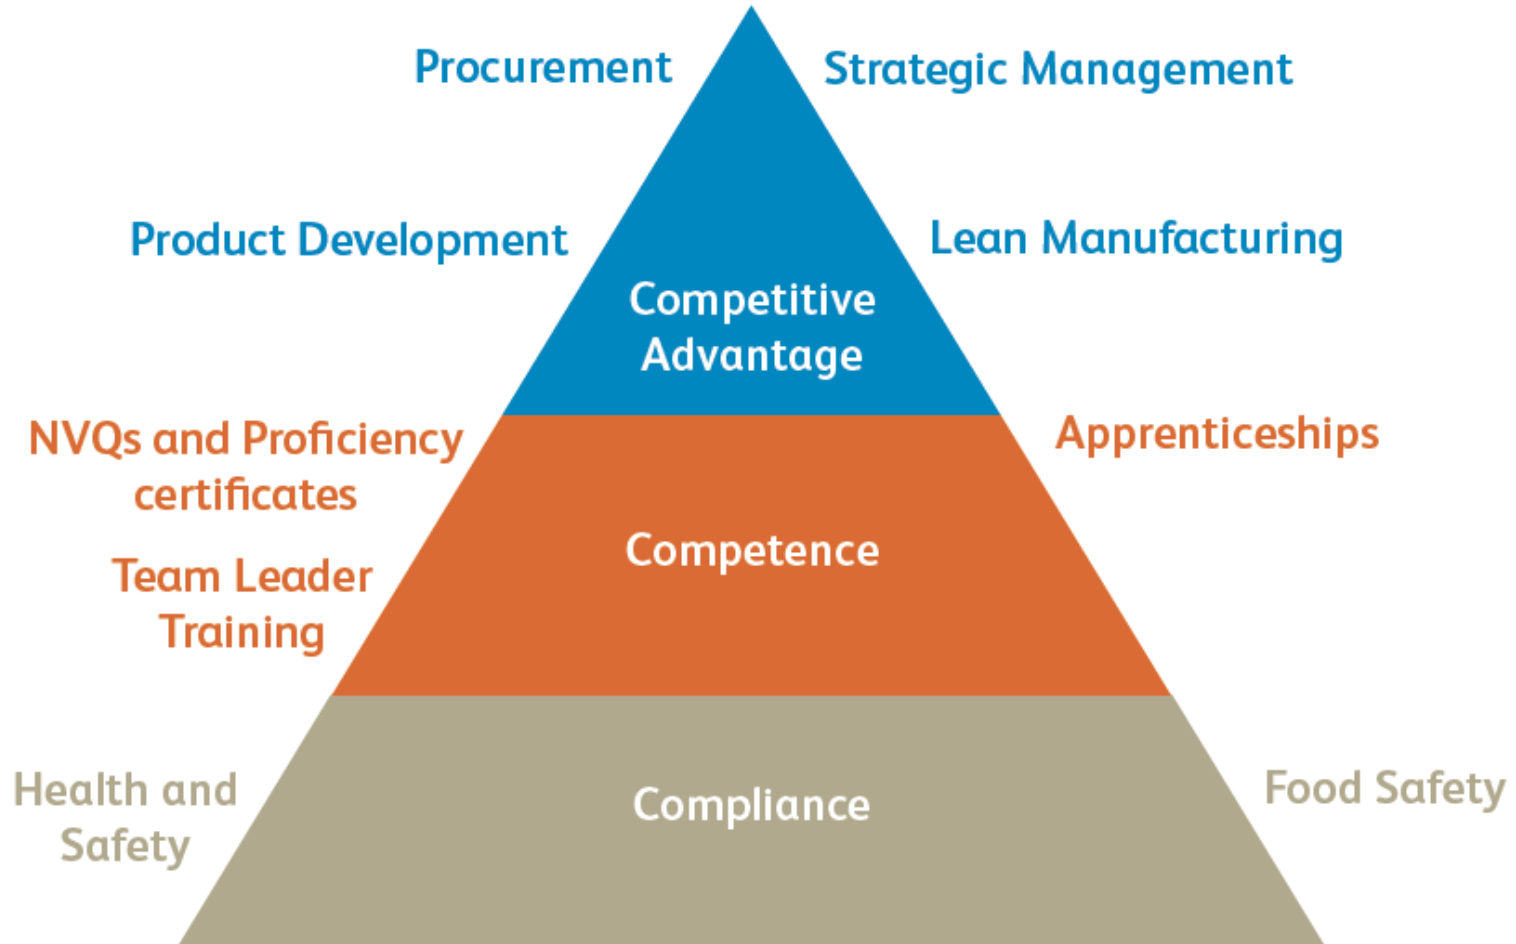 Procurement
Strategic Management
Product Development
Lean Manufacturing
Competitive
Advantage
NVQs and Proficiency
certificates
Apprenticeships
Competence
Team Leader
Training
Health and
Safety
Compliance
Food Safety